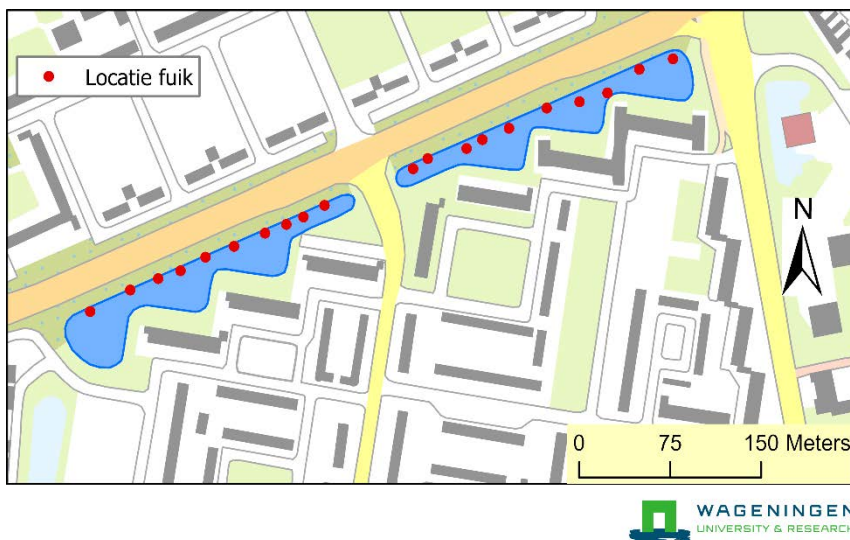 Locatie fuik
N
0 75 150 Meters
WAGENINGEN
UNIVERSITY & RESEARCH